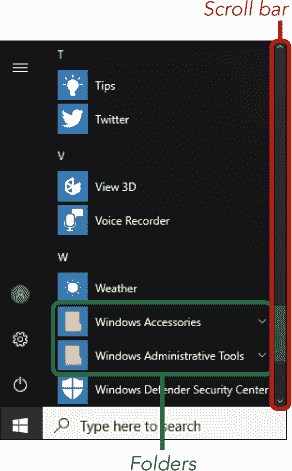 Scroll bar
T
Tips
Twitter
V
View 3D
Voice Recorder
W
Weather
Windows Accessories
Windows Administrative Tools
Windows Defender Security Center
Type here to search
Folders